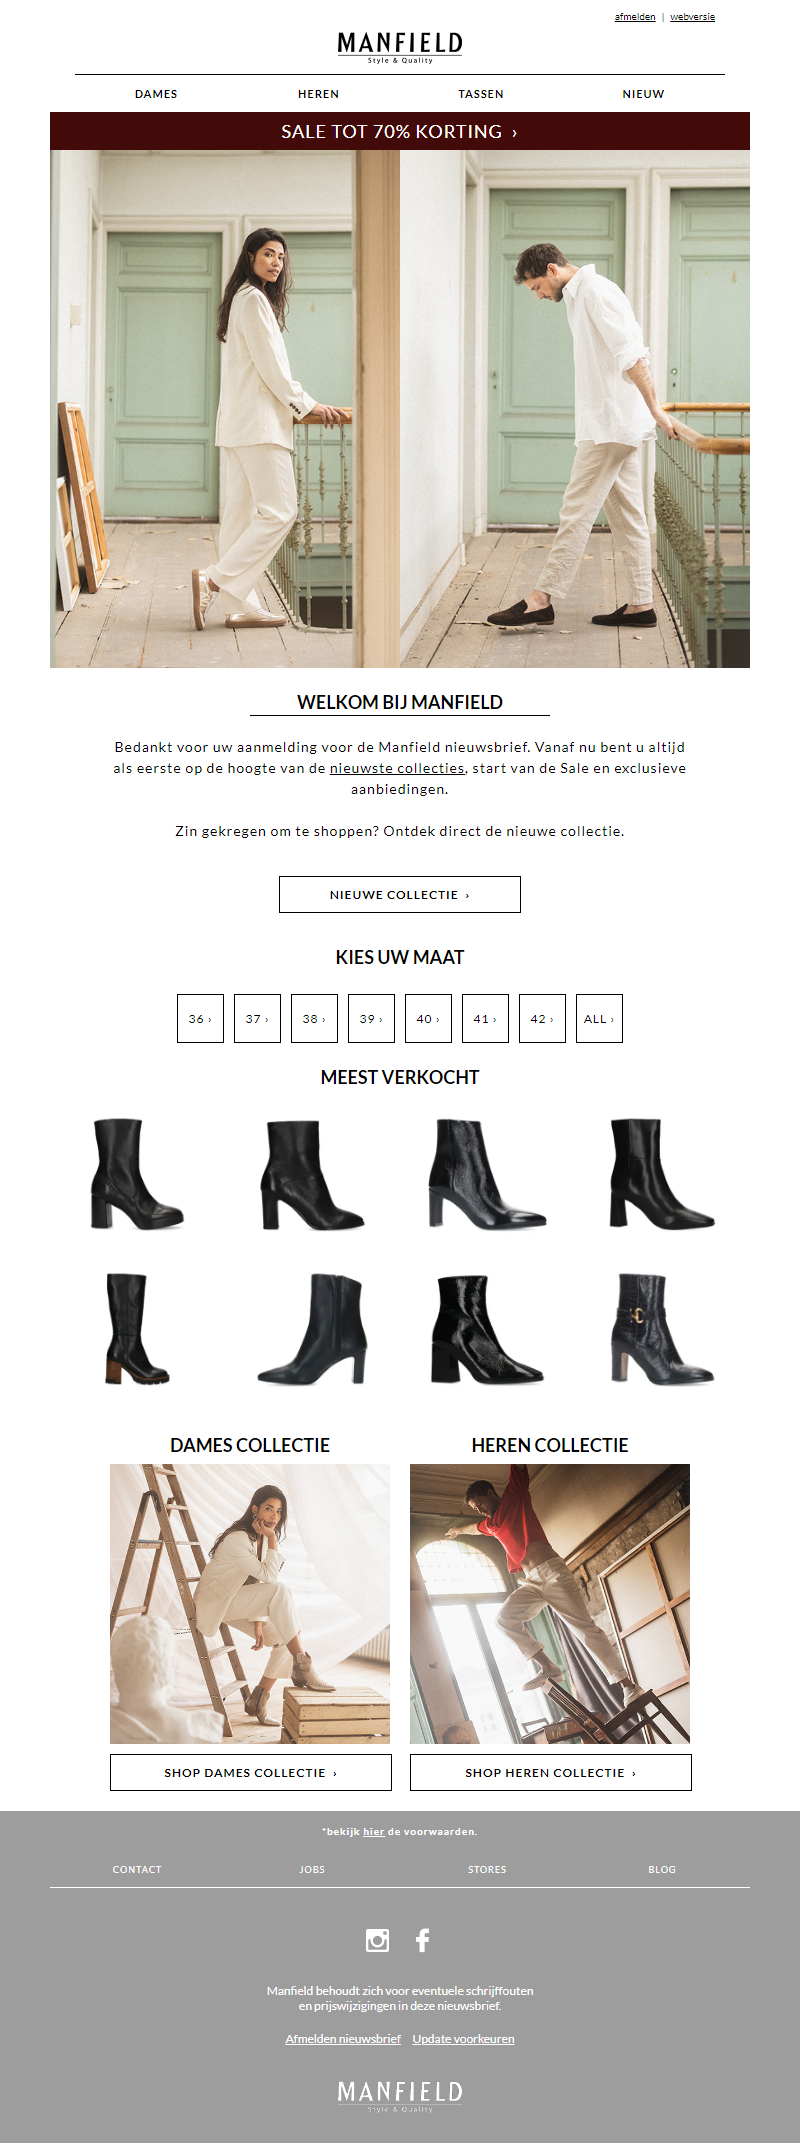 afmelden | webversie
MANFIELD
Style & Quality
DAMES HEREN TASSEN NIEUW
SALE TOT 70% KORTING ›
WELKOM BIJ MANFIELD
Bedankt voor uw aanmelding voor de Manfield nieuwsbrief. Vanaf nu bent u altijd
als eerste op de hoogte van de nieuwste collecties, start van de Sale en exclusieve
aanbiedingen.
Zin gekregen om te shoppen? Ontdek direct de nieuwe collectie.
NIEUWE COLLECTIE ›
KIES UW MAAT
36 › 37 › 38 › 39 › 40 › 41 › 42 › ALL ›
MEEST VERKOCHT
DAMES COLLECTIE HEREN COLLECTIE
SHOP DAMES COLLECTIE › SHOP HEREN COLLECTIE ›
*bekijk hier de voorwaarden.
CONTACT JOBS STORES BLOG
Manfield behoudt zich voor eventuele schrijffouten
en prijswijzigingen in deze nieuwsbrief.
Afmelden nieuwsbrief Update voorkeuren
MANFIELD
Style & Quality